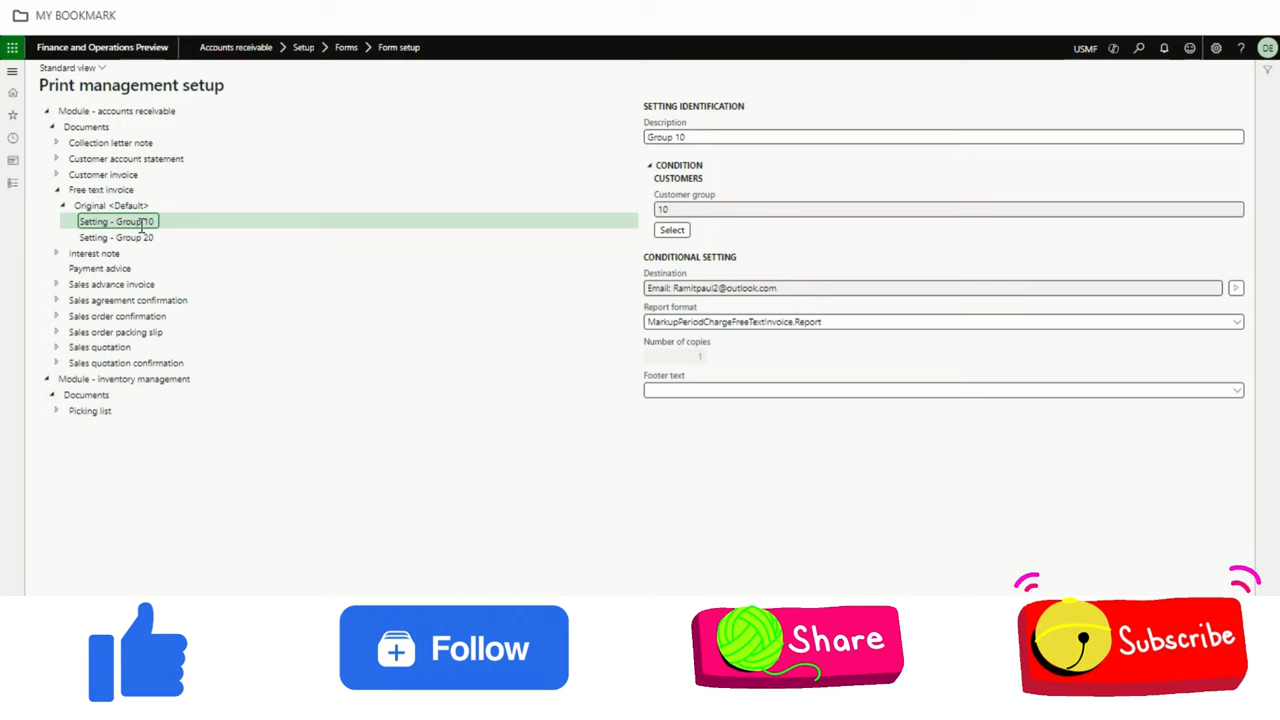 MY BOOKMARK
Finance and Operations Preview
Accounts receivable
Setup
Forms
Form setup
USMF
?
DE
Standard view
Print management setup
Module - accounts receivable
Documents
Collection letter note
Customer account statement
Customer invoice
Free text invoice
Original <Default>
Setting - Group 10
Setting - Group 20
Interest note
Payment advice
Sales advance invoice
Sales agreement confirmation
Sales order confirmation
Sales order packing slip
Sales quotation
Sales quotation confirmation
Module - inventory management
Documents
Picking list
SETTING IDENTIFICATION
Description
Group 10
CONDITION
CUSTOMERS
Customer group
10
Select
CONDITIONAL SETTING
Destination
Email: Ramitpaul2@outlook.com
Report format
MarkupPeriodChargeFreeTextInvoice.Report
Number of copies
1
Footer text
Follow
Share
Subscribe